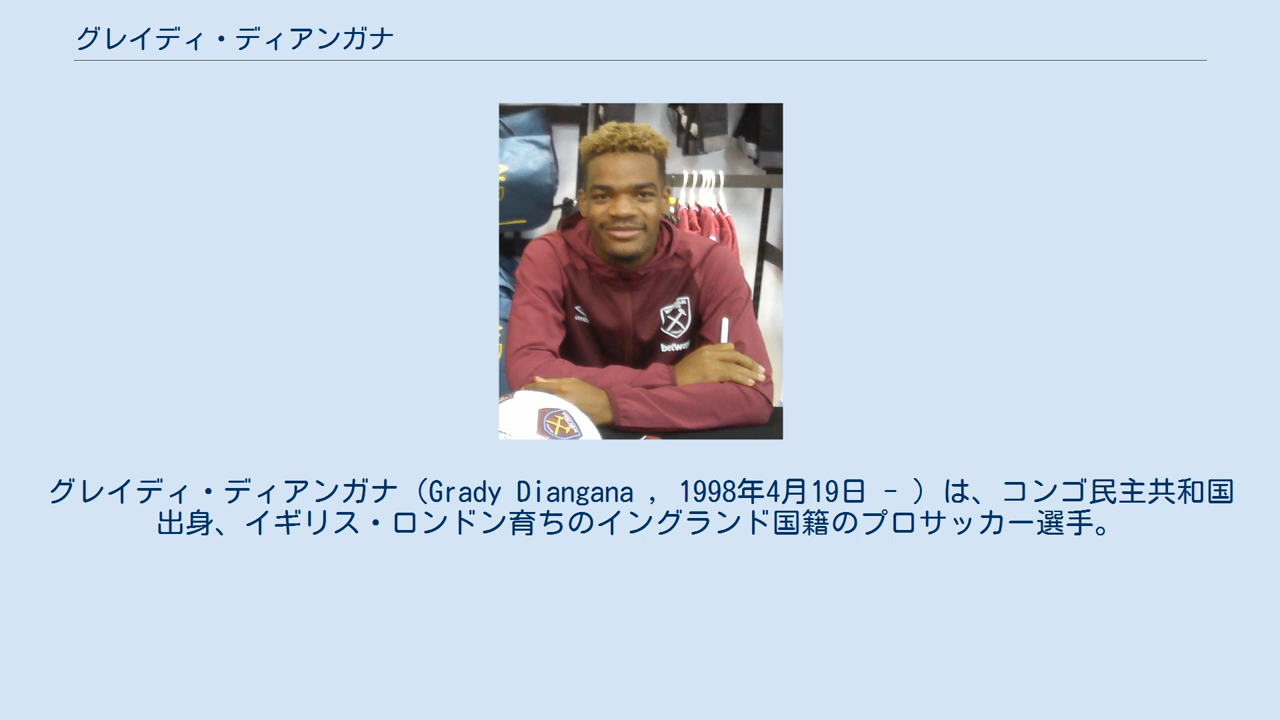 グレイディ・ディアンガナ
betway
グレイディ・ディアンガナ（Grady Diangana , 1998年4月19日 - ）は、コンゴ民主共和国
出身、イギリス・ロンドン育ちのイングランド国籍のプロサッカー選手。